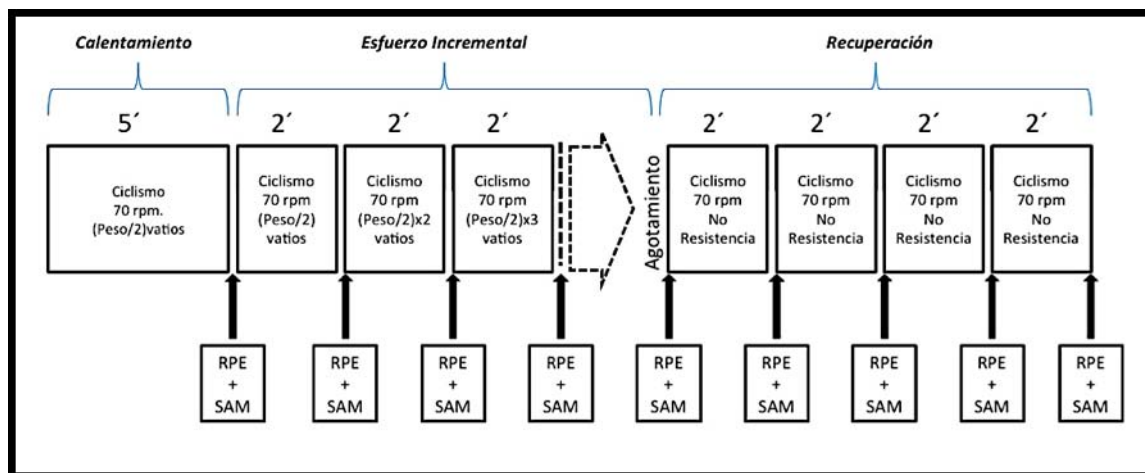 Calentamiento
Esfuerzo Incremental
Recuperación
5´
2´
2´
2´
2´
2´
2´
2´
Ciclismo
70 rpm.
(Peso/2)vatios
Ciclismo
70 rpm
(Peso/2)
vatios
Ciclismo
70 rpm
(Peso/2)x2
vatios
Ciclismo
70 rpm
(Peso/2)x3
vatios
Agotamiento
Ciclismo
70 rpm
No
Resistencia
Ciclismo
70 rpm
No
Resistencia
Ciclismo
70 rpm
No
Resistencia
Ciclismo
70 rpm
No
Resistencia
RPE
+
SAM
RPE
+
SAM
RPE
+
SAM
RPE
+
SAM
RPE
+
SAM
RPE
+
SAM
RPE
+
SAM
RPE
+
SAM
RPE
+
SAM